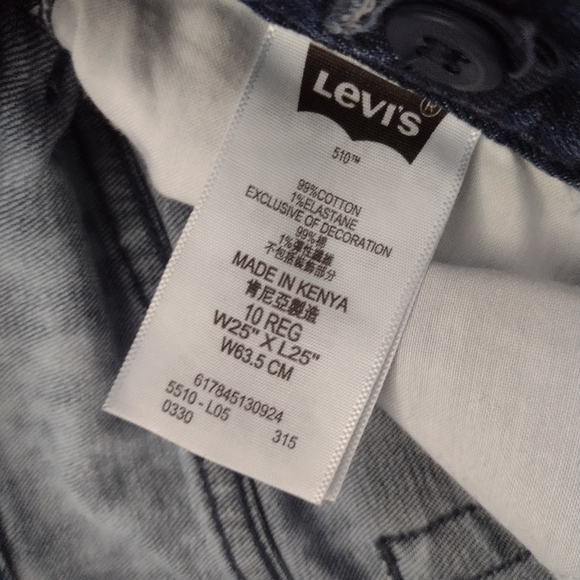 Levi's®
510™
99%COTTON
1%ELASTANE
EXCLUSIVE OF DECORATION
99%棉
1%彈性纖維
不包括裝飾部分
MADE IN KENYA
肯尼亞製造
10 REG
W25" X L25"
W63.5 CM
617845130924
5510 - L05
0330 315